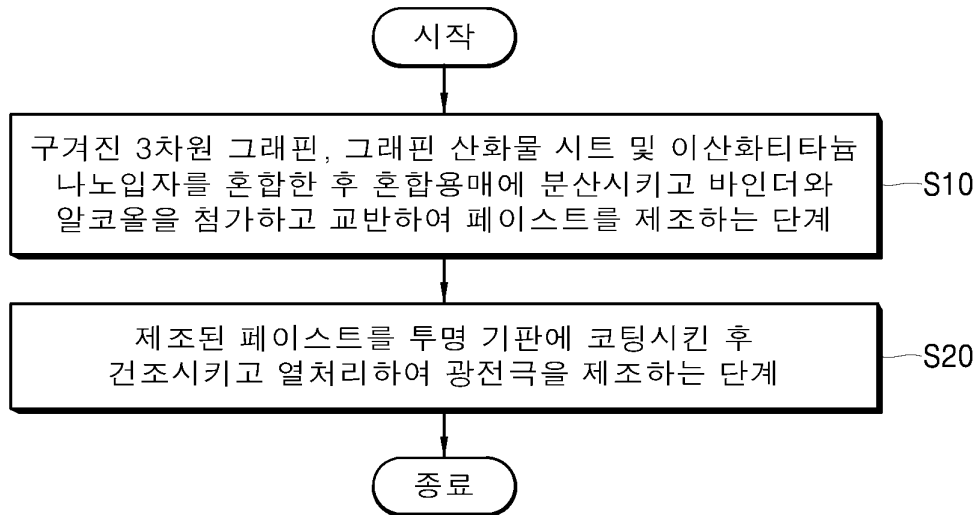 시작
구겨진 3차원 그래핀, 그래핀 산화물 시트 및 이산화티타늄
나노입자를 혼합한 후 혼합용매에 분산시키고 바인더와
알코올을 첨가하고 교반하여 페이스트를 제조하는 단계
S10
제조된 페이스트를 투명 기판에 코팅시킨 후
건조시키고 열처리하여 광전극을 제조하는 단계
S20
종료